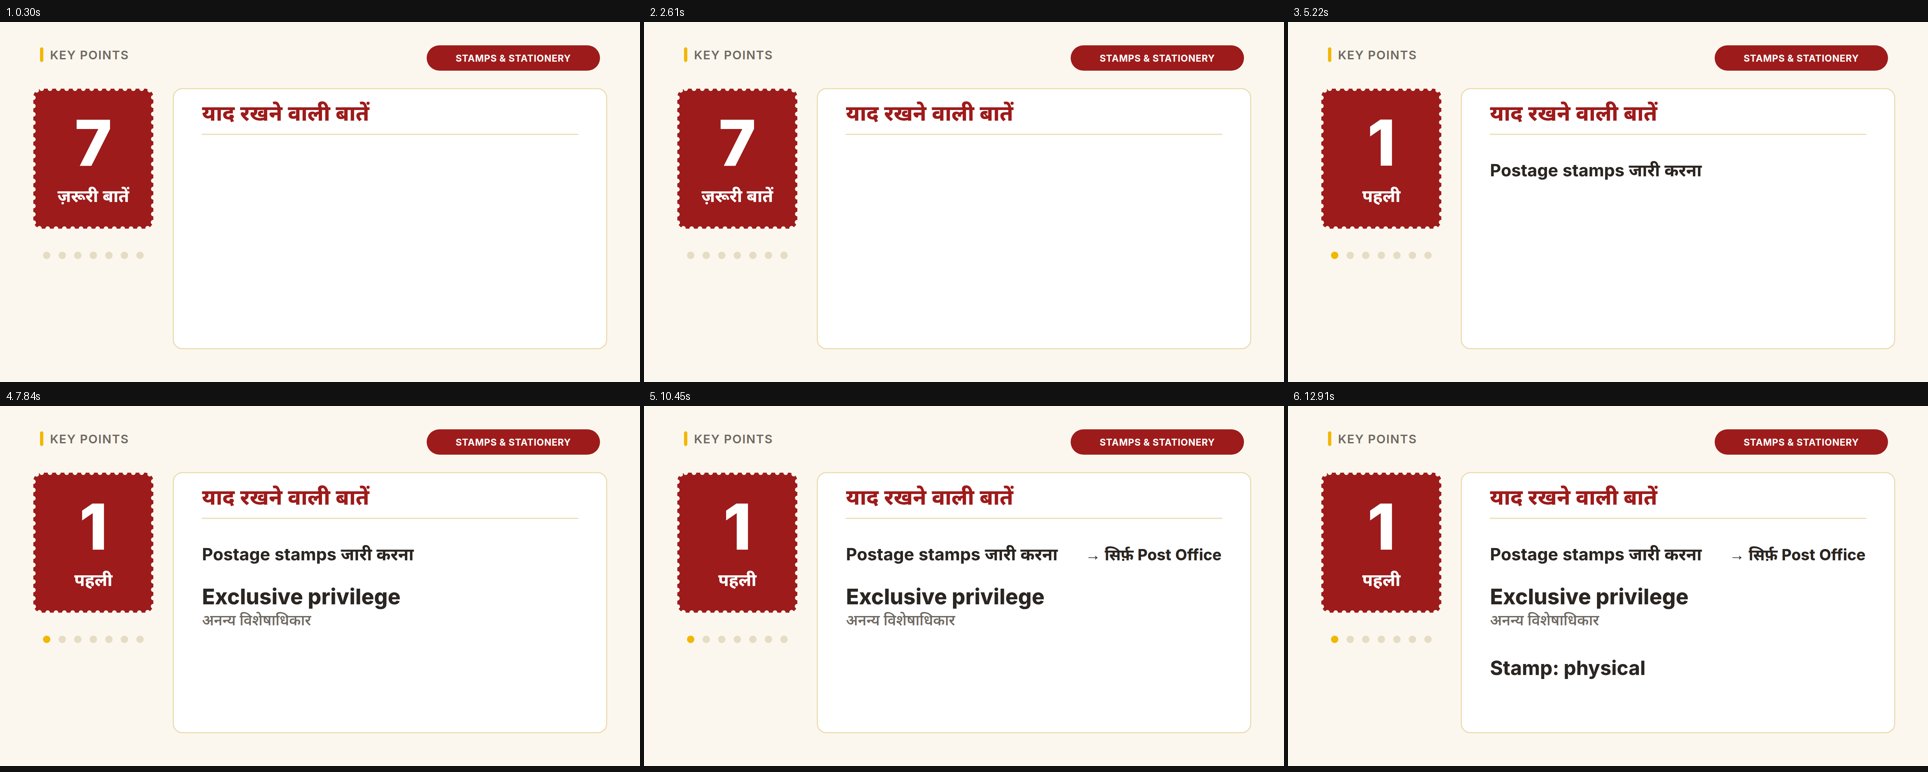 1. 0.30s
KEY POINTS
STAMPS & STATIONERY
7
ज़रूरी बातें
याद रखने वाली बातें
2. 2.61s
KEY POINTS
STAMPS & STATIONERY
7
ज़रूरी बातें
याद रखने वाली बातें
3. 5.22s
KEY POINTS
STAMPS & STATIONERY
1
पहली
याद रखने वाली बातें
Postage stamps जारी करना
4. 7.84s
KEY POINTS
STAMPS & STATIONERY
1
पहली
याद रखने वाली बातें
Postage stamps जारी करना
Exclusive privilege
अनन्य विशेषाधिकार
5. 10.45s
KEY POINTS
STAMPS & STATIONERY
1
पहली
याद रखने वाली बातें
Postage stamps जारी करना → सिर्फ़ Post Office
Exclusive privilege
अनन्य विशेषाधिकार
6. 12.91s
KEY POINTS
STAMPS & STATIONERY
1
पहली
याद रखने वाली बातें
Postage stamps जारी करना → सिर्फ़ Post Office
Exclusive privilege
अनन्य विशेषाधिकार
Stamp: physical